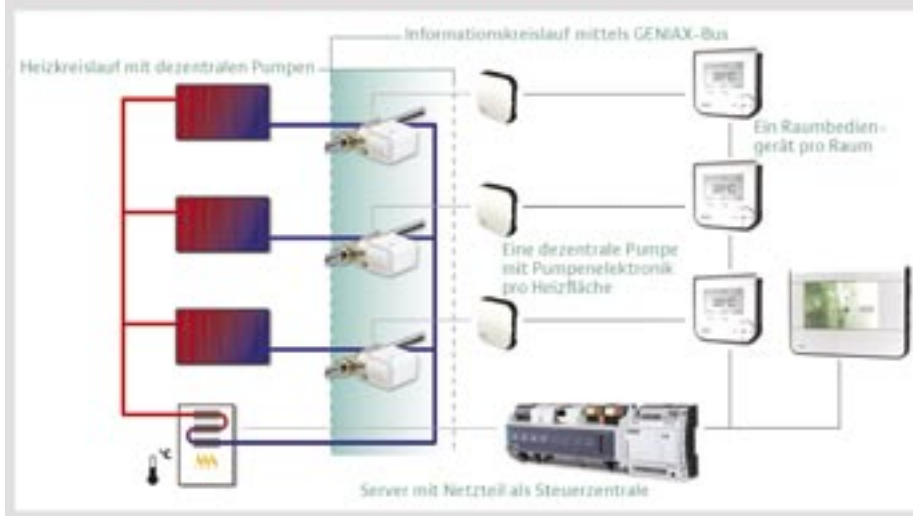 Informationskreislauf mittels GENIAX-Bus
Heizkreislauf mit dezentralen Pumpen
Ein Raumbedien-
gerät pro Raum
Eine dezentrale Pumpe
mit Pumpenelektronik
pro Heizfläche
°C
Server mit Netzteil als Steuerzentrale